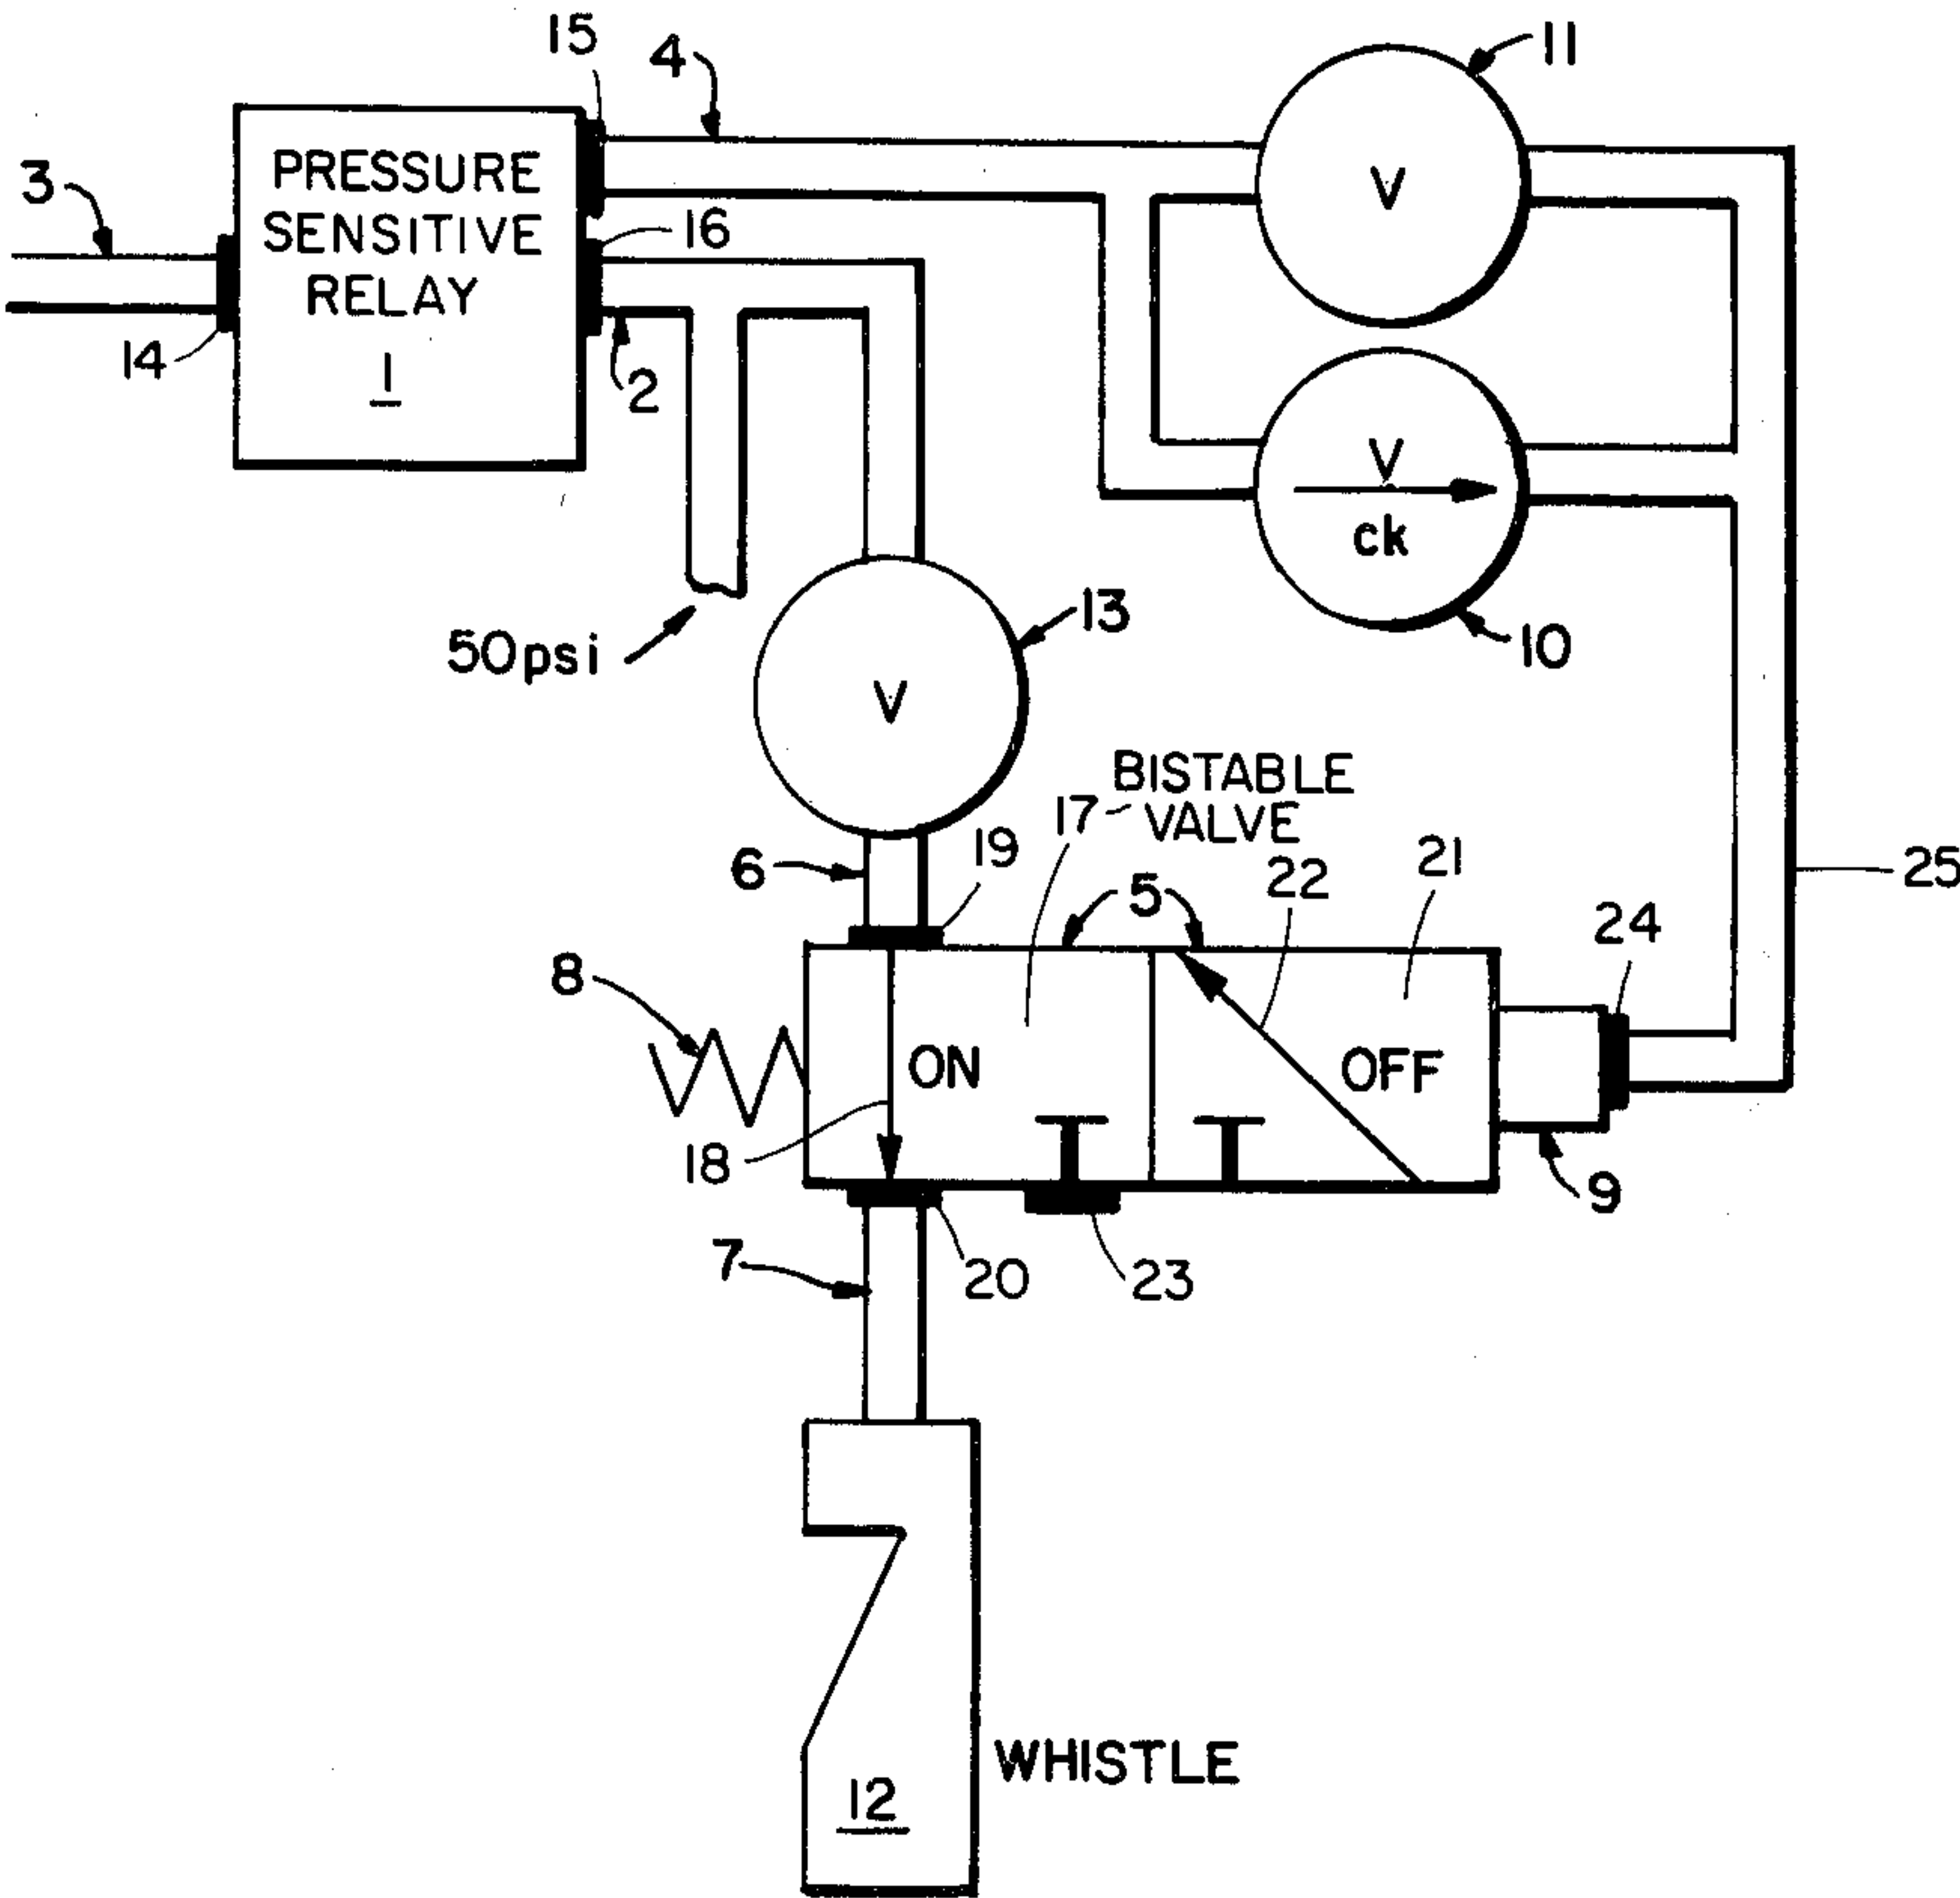 15
4
11
3
PRESSURE
SENSITIVE
RELAY
1
16
14
2
V
V
ck
10
50psi
13
V
BISTABLE
17 VALVE
19
6
5
22
21
25
24
8
ON
OFF
18
9
7
20
23
WHISTLE
12